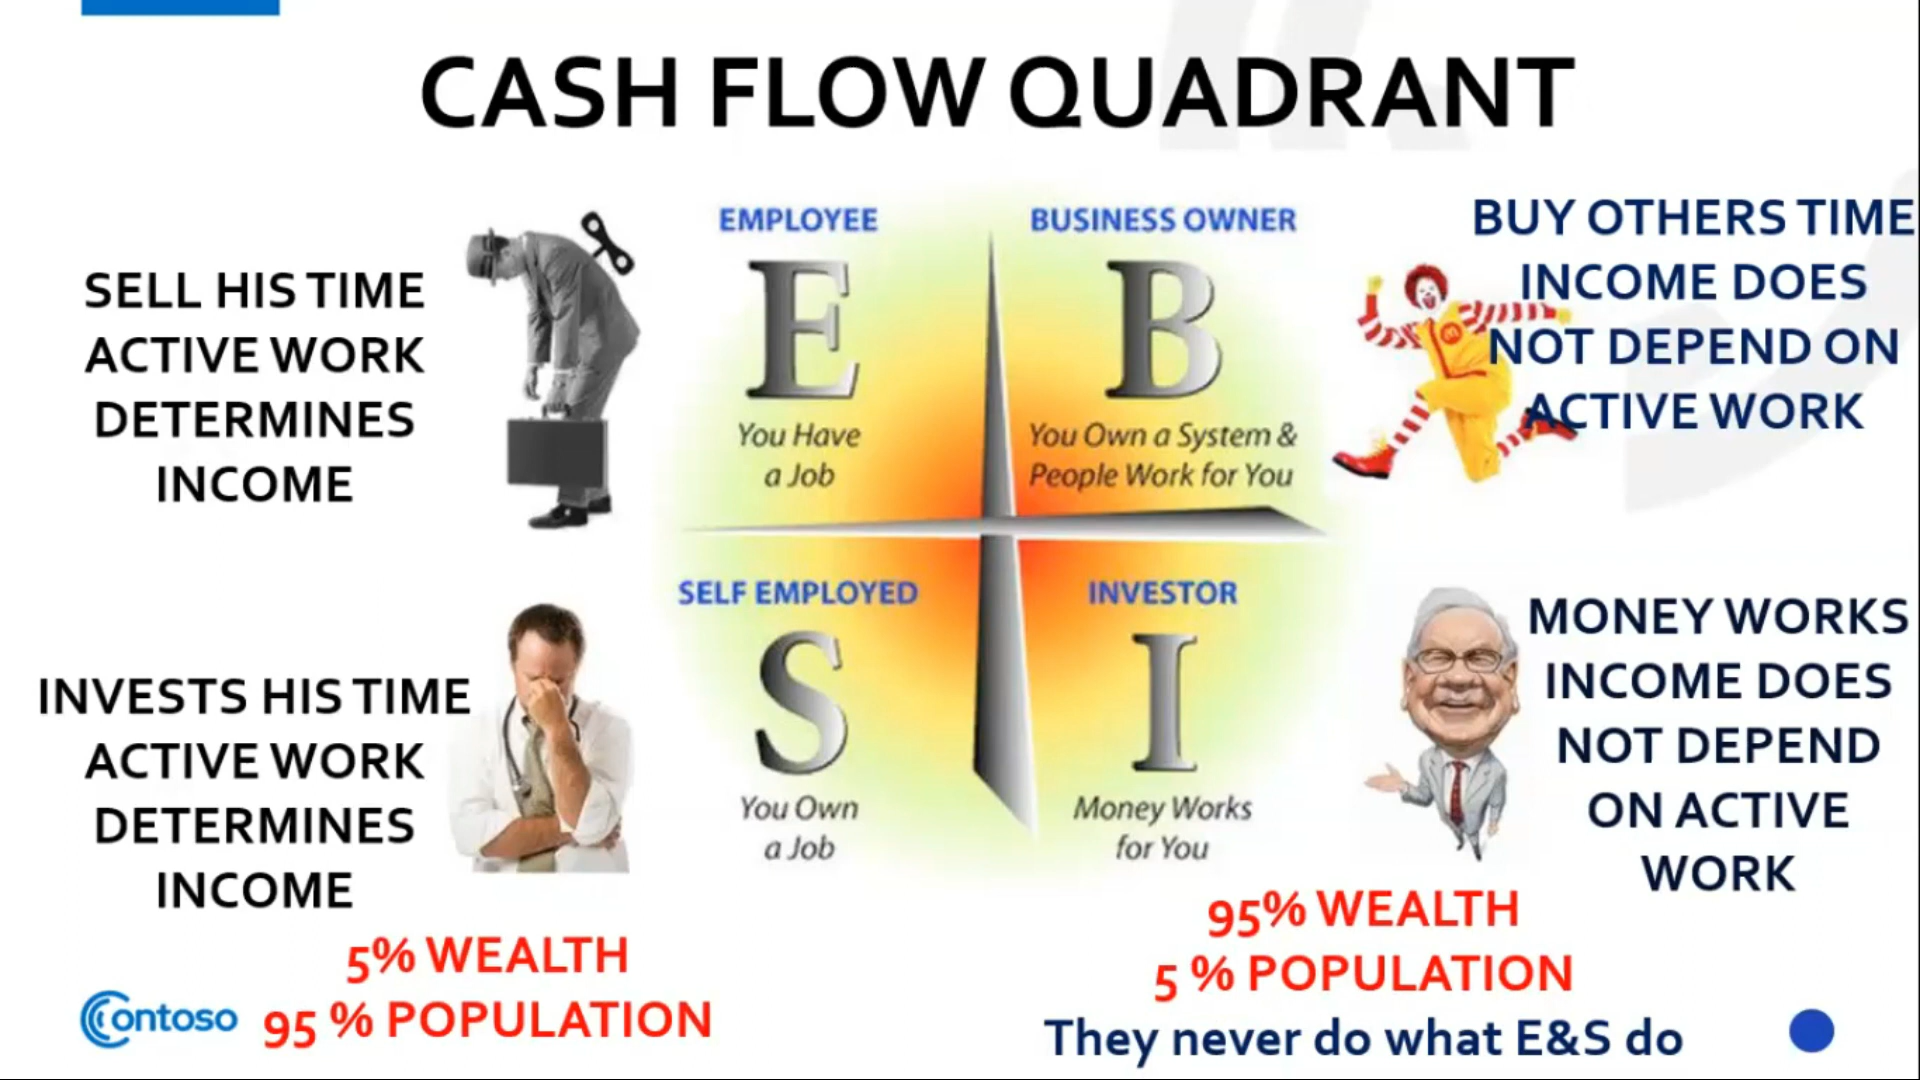 CASH FLOW QUADRANT
SELL HIS TIME
ACTIVE WORK
DETERMINES
INCOME
EMPLOYEE
E
You Have
a Job
BUSINESS OWNER
B
You Own a System &
People Work for You
BUY OTHERS TIME
INCOME DOES
NOT DEPEND ON
ACTIVE WORK
INVESTS HIS TIME
ACTIVE WORK
DETERMINES
INCOME
SELF EMPLOYED
S
You Own
a Job
INVESTOR
I
Money Works
for You
MONEY WORKS
INCOME DOES
NOT DEPEND
ON ACTIVE
WORK
5% WEALTH
95 % POPULATION
95% WEALTH
5 % POPULATION
They never do what E&S do
Contoso